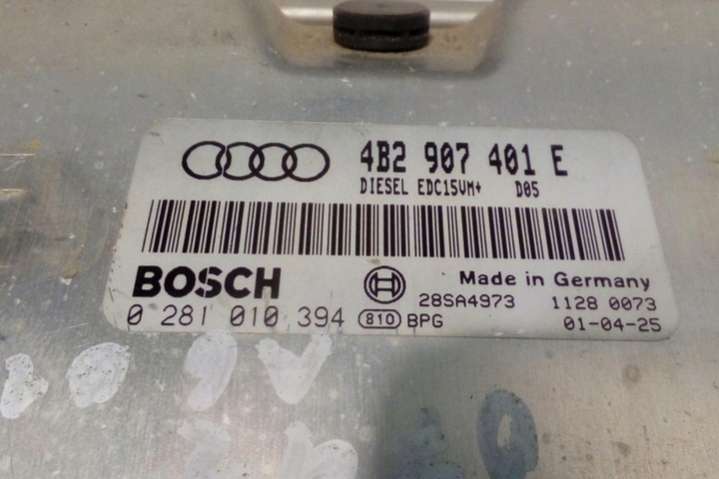 4B2 907 401 E
DIESEL EDC15VM+ D05
BOSCH
Made in Germany
28SA4973 1128 0073
0 281 010 394 810 BPG 01-04-25